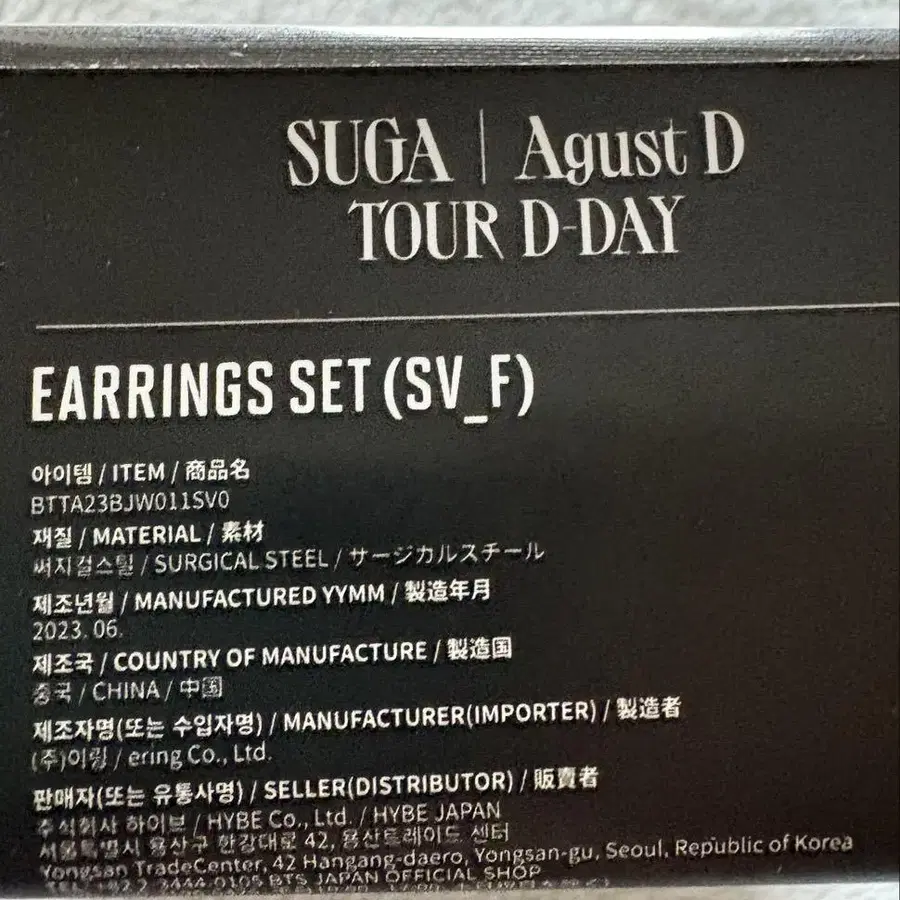 SUGA | Agust D
TOUR D-DAY
EARRINGS SET (SV_F)
아이템 / ITEM / 商品名
BTTA23BJW011SV0
재질 / MATERIAL / 素材
써지컬스틸 / SURGICAL STEEL / サージカルスチール
제조년월 / MANUFACTURED YYMM / 製造年月
2023. 06.
제조국 / COUNTRY OF MANUFACTURE / 製造国
중국 / CHINA / 中国
제조자명(또는 수입자명) / MANUFACTURER(IMPORTER) / 製造者
(주)이링 / ering Co., Ltd.
판매자(또는 유통사명) / SELLER(DISTRIBUTOR) / 販賣者
주식회사 하이브 / HYBE Co., Ltd. / HYBE JAPAN
서울특별시 용산구 한강대로 42, 용산트레이드 센터
Yongsan TradeCenter, 42 Hangang-daero, Yongsan-gu, Seoul, Republic of Korea
BTS JAPAN OFFICIAL SHOP